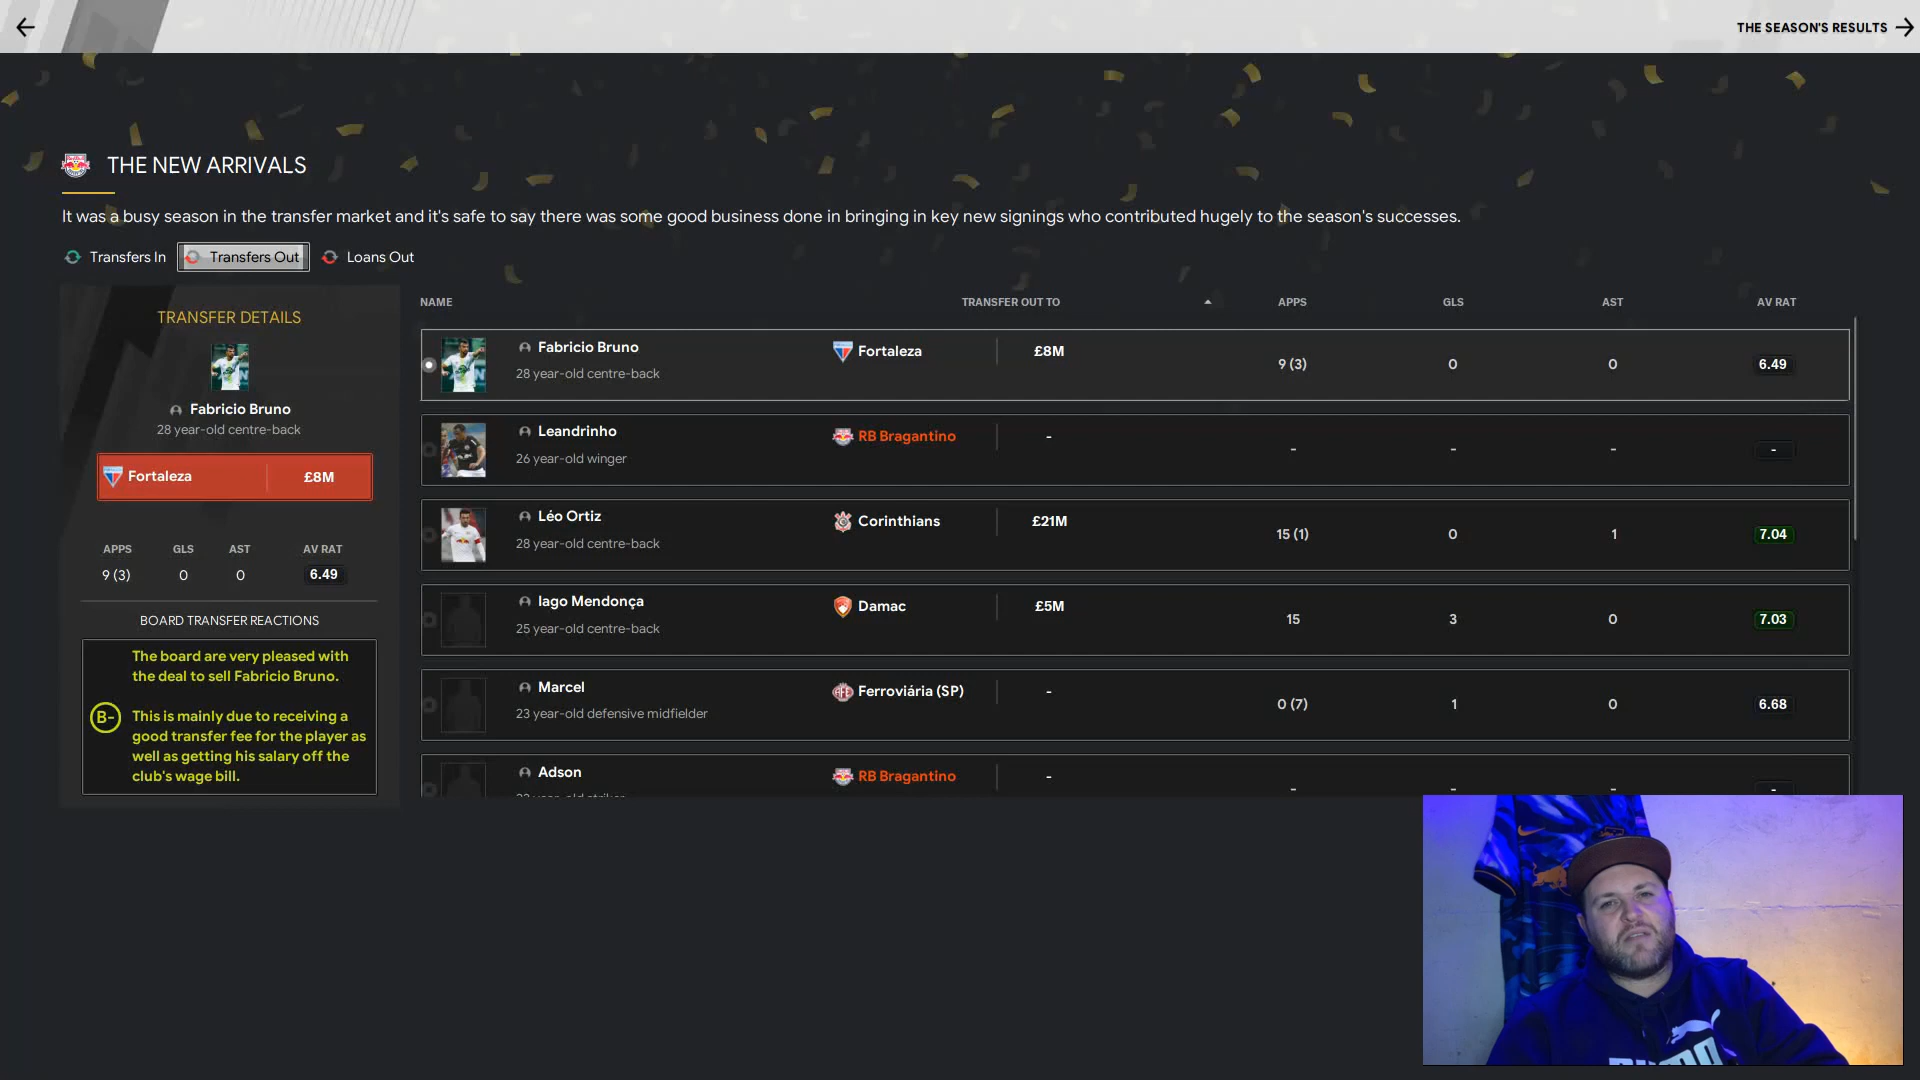 THE SEASON'S RESULTS
THE NEW ARRIVALS
It was a busy season in the transfer market and it's safe to say there was some good business done in bringing in key new signings who contributed hugely to the season's successes.
Transfers In Transfers Out Loans Out
TRANSFER DETAILS
Fabricio Bruno
28 year-old centre-back
Fortaleza £8M
APPS GLS AST AV RAT
9 (3) 0 0 6.49
BOARD TRANSFER REACTIONS
B-
The board are very pleased with
the deal to sell Fabricio Bruno.
This is mainly due to receiving a
good transfer fee for the player as
well as getting his salary off the
club's wage bill.
NAME TRANSFER OUT TO APPS GLS AST AV RAT
Fabricio Bruno Fortaleza £8M 9 (3) 0 0 6.49
28 year-old centre-back
Leandrinho RB Bragantino - - - - -
26 year-old winger
Léo Ortiz Corinthians £21M 15 (1) 0 1 7.04
28 year-old centre-back
Iago Mendonça Damac £5M 15 3 0 7.03
25 year-old centre-back
Marcel Ferroviária (SP) - 0 (7) 1 0 6.68
23 year-old defensive midfielder
Adson RB Bragantino - - - - -